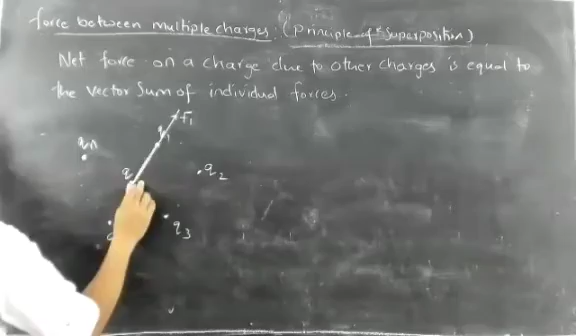 force between multiple charges: (Principle of Superposition)
Net force on a charge due to other charges is equal to
the vector sum of individual forces.
F1
qn
q
q2
q3